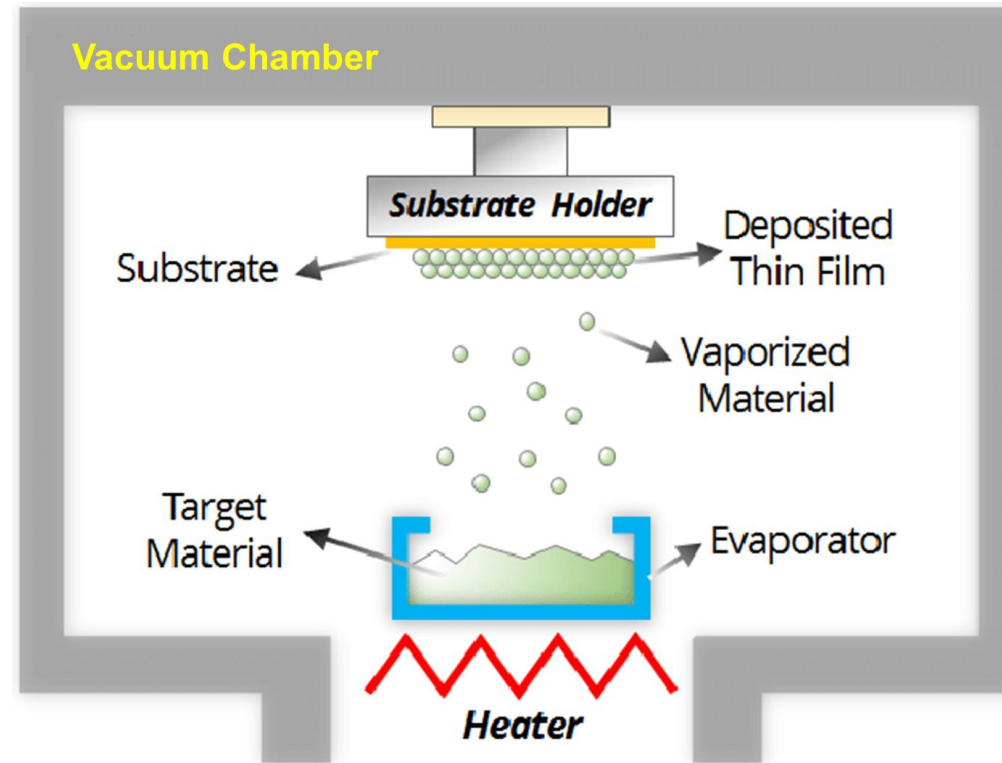 Vacuum Chamber
Substrate Holder
Substrate
Deposited
Thin Film
Vaporized
Material
Target
Material
Evaporator
Heater